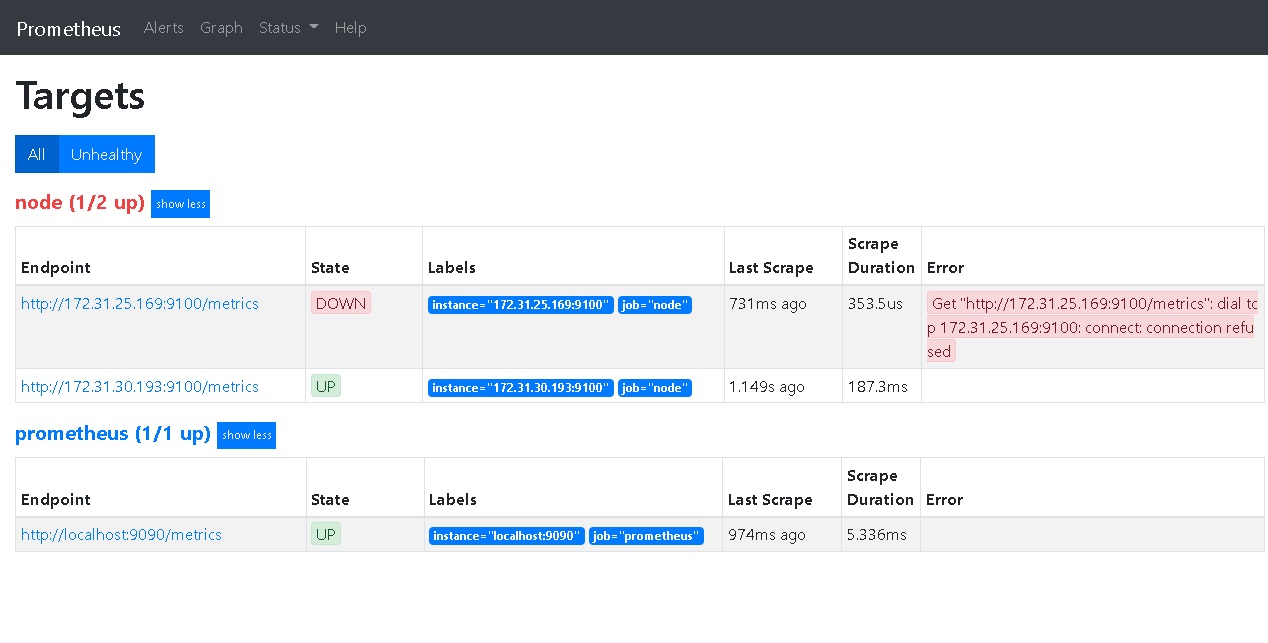 Prometheus Alerts Graph Status Help
Targets
All Unhealthy
node (1/2 up) show less
Endpoint State Labels Last Scrape Scrape Duration Error
http://172.31.25.169:9100/metrics DOWN instance="172.31.25.169:9100" job="node" 731ms ago 353.5us Get "http://172.31.25.169:9100/metrics": dial tc
p 172.31.25.169:9100: connect: connection refu
sed
http://172.31.30.193:9100/metrics UP instance="172.31.30.193:9100" job="node" 1.149s ago 187.3ms
prometheus (1/1 up) show less
Endpoint State Labels Last Scrape Scrape Duration Error
http://localhost:9090/metrics UP instance="localhost:9090" job="prometheus" 974ms ago 5.336ms